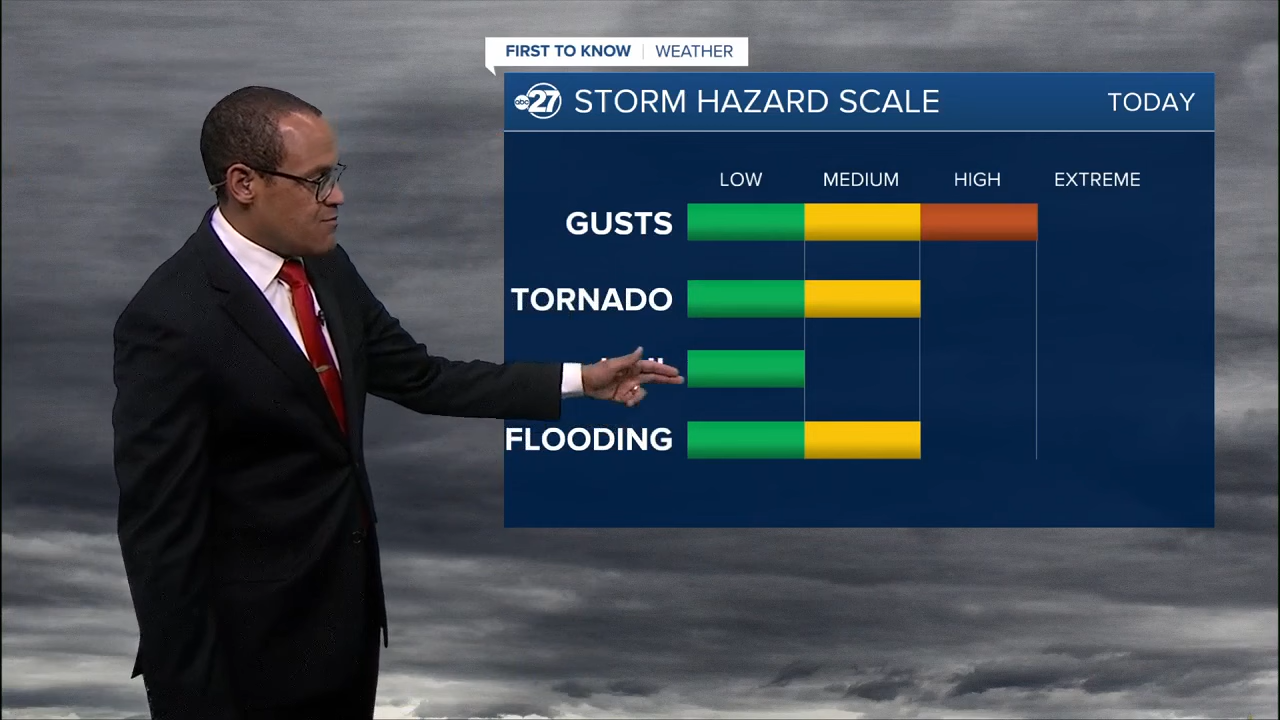 FIRST TO KNOW | WEATHER
abc 27 STORM HAZARD SCALE TODAY
LOW MEDIUM HIGH EXTREME
GUSTS
TORNADO
FLOODING